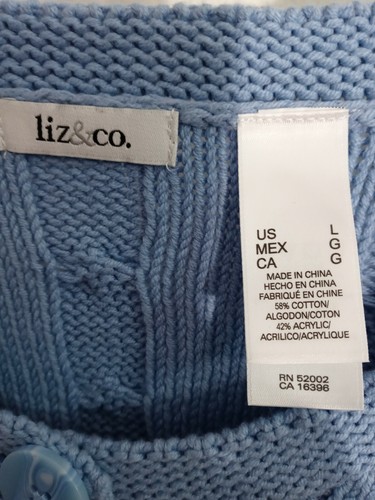 liz&co.
US L
MEX G
CA G
MADE IN CHINA
HECHO EN CHINA
FABRIQUÉ EN CHINE
58% COTTON/
ALGODON/COTON
42% ACRYLIC/
ACRILICO/ACRYLIQUE
RN 52002
CA 16396